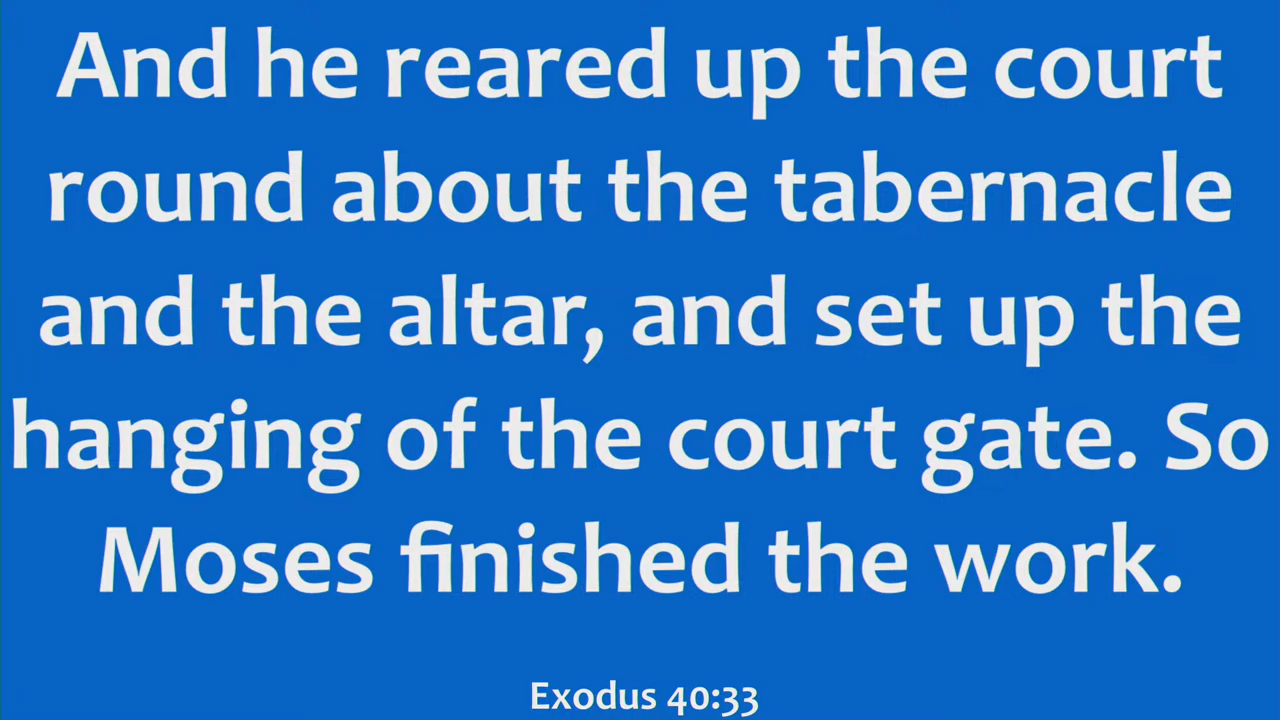 And he reared up the court
round about the tabernacle
and the altar, and set up the
hanging of the court gate. So
Moses finished the work.
Exodus 40:33